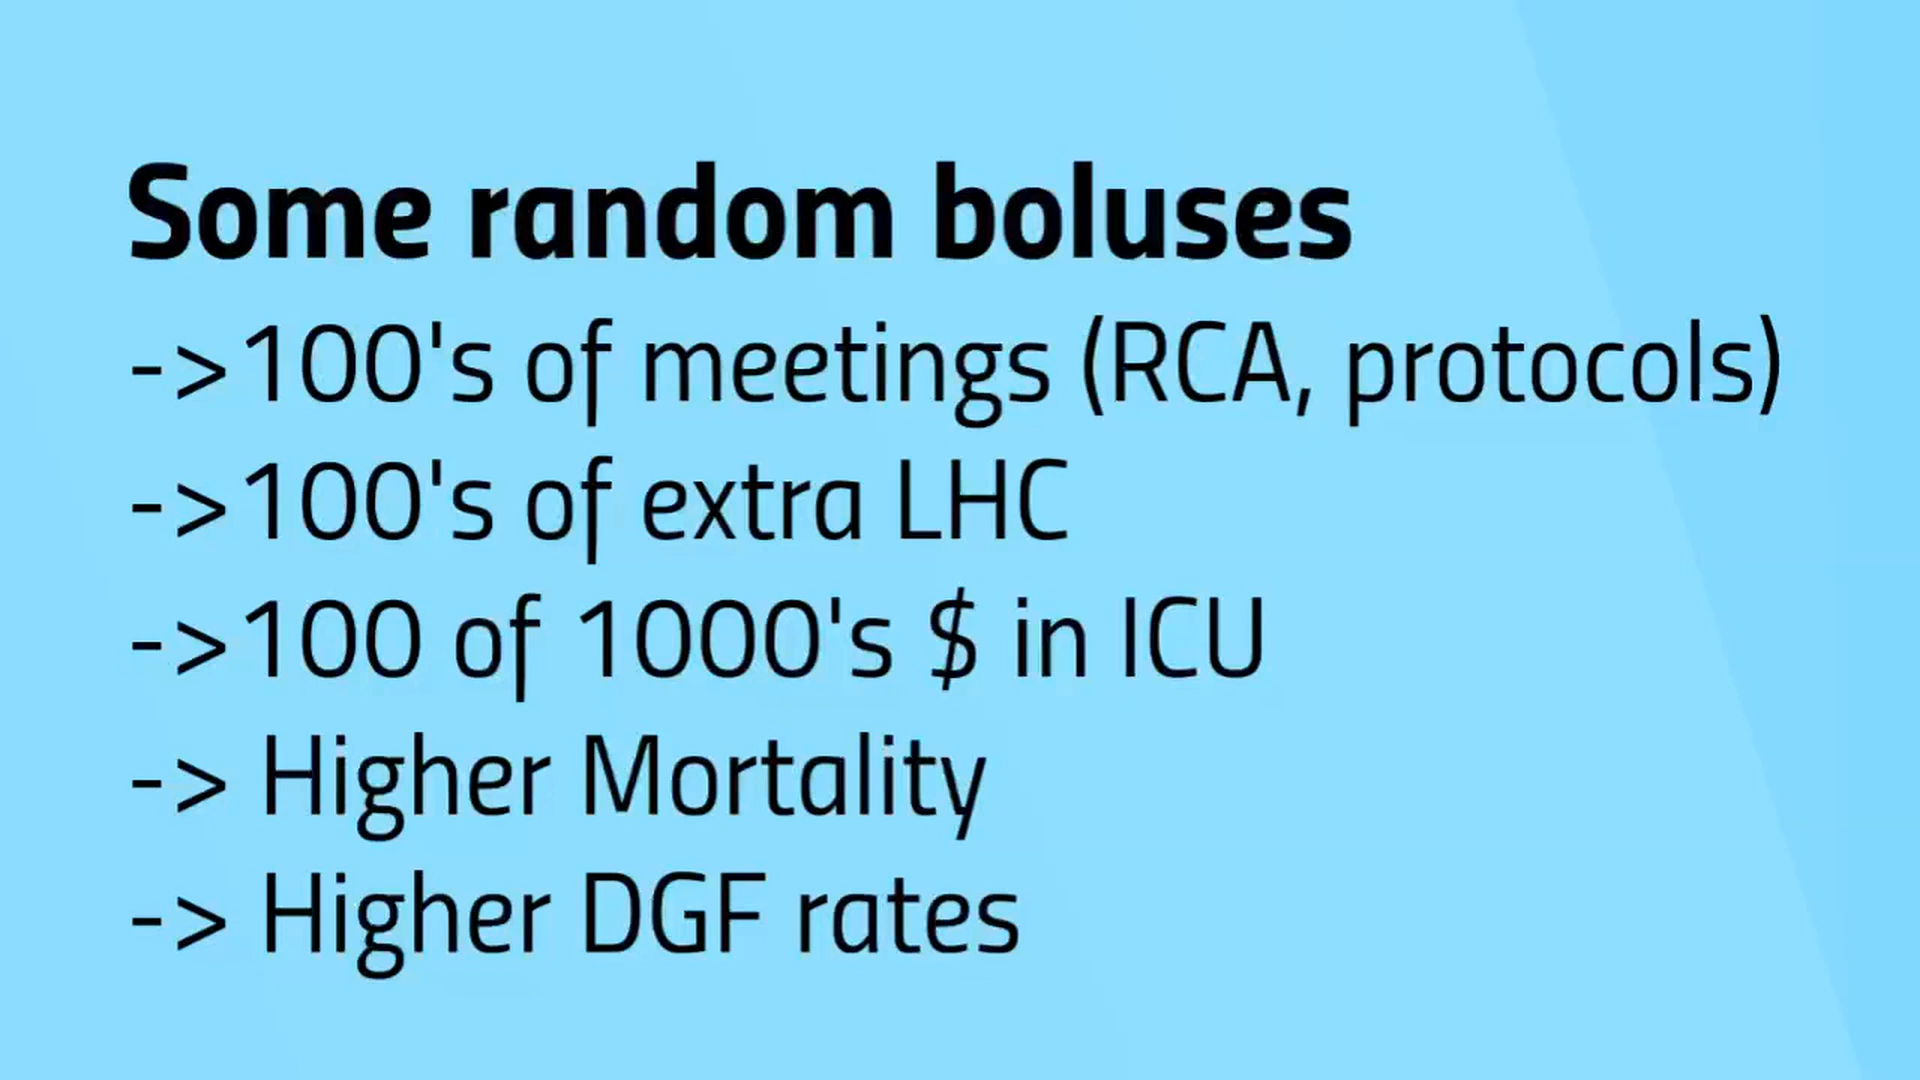 Some random boluses
->100's of meetings (RCA, protocols)
->100's of extra LHC
->100 of 1000's $ in ICU
-> Higher Mortality
-> Higher DGF rates